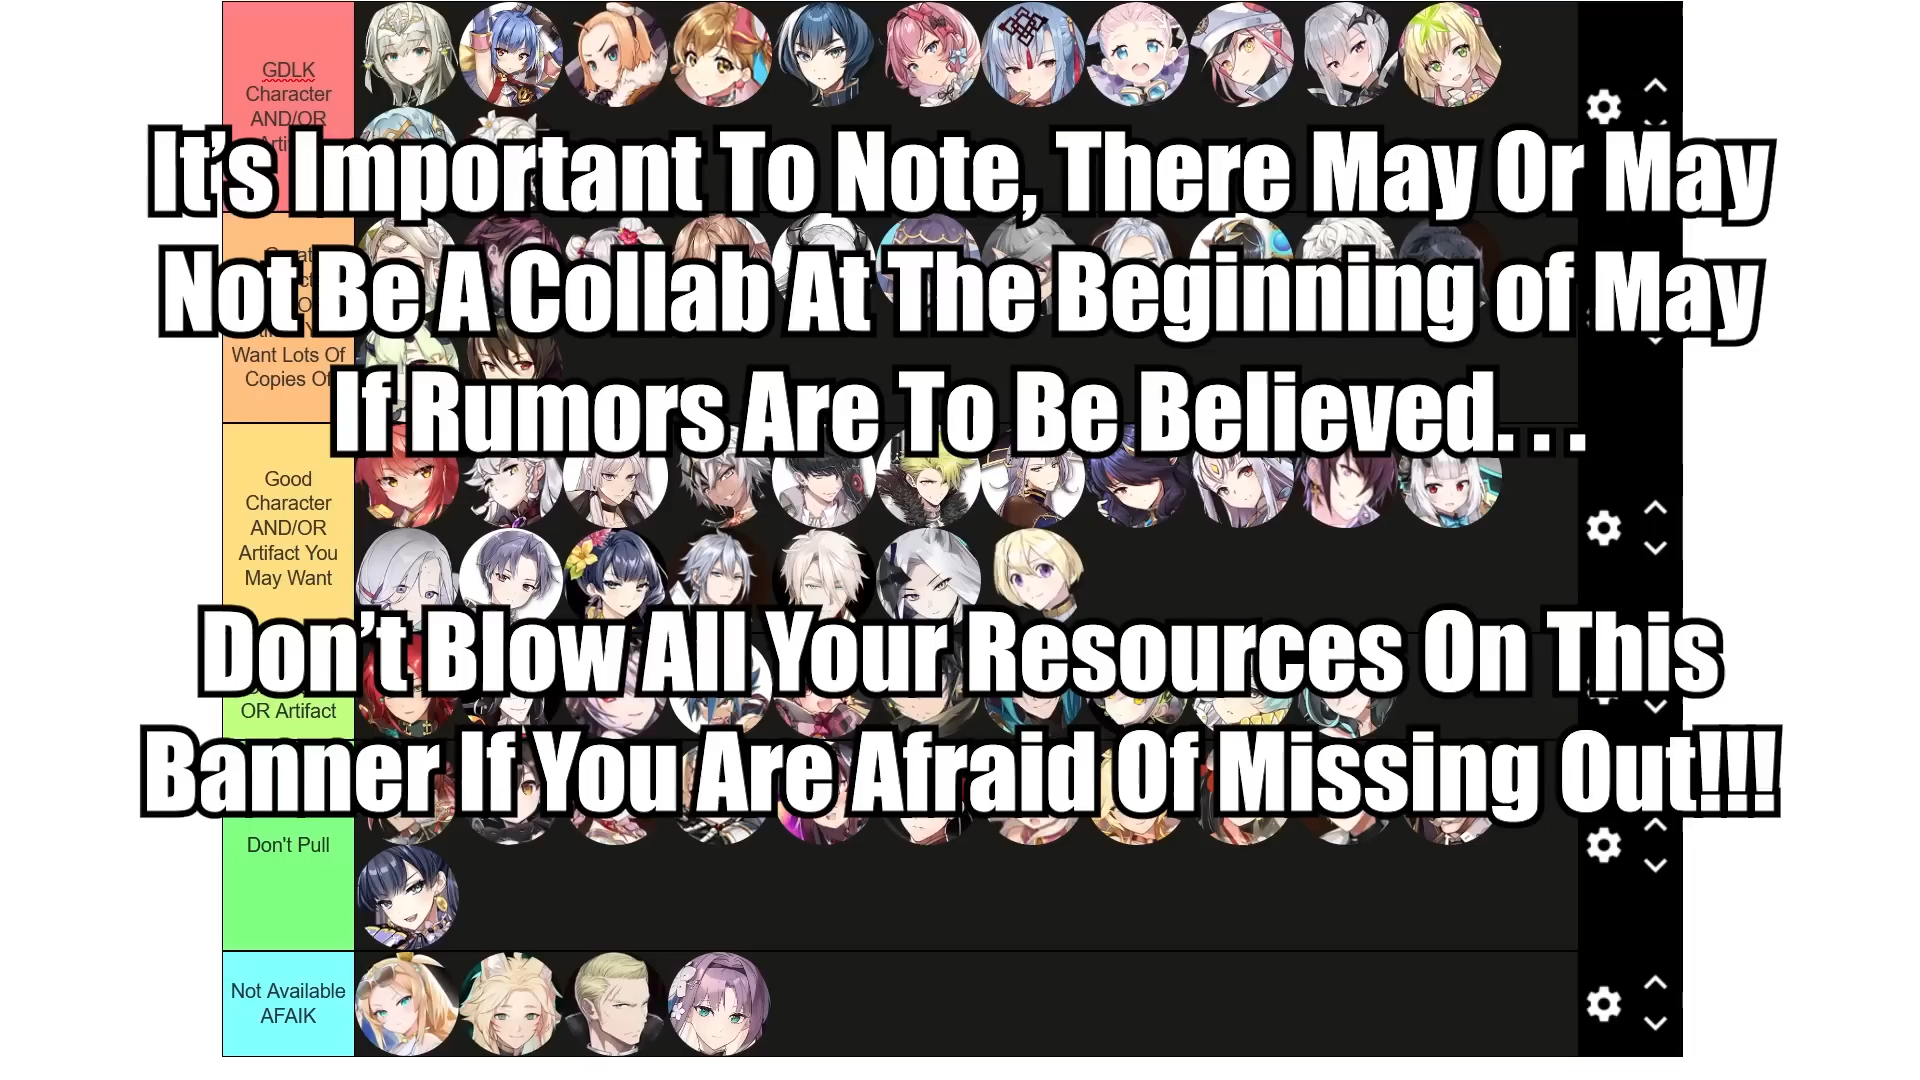 GDLK
Character
AND/OR
It's Important To Note, There May Or May
Not Be A Collab At The Beginning of May
Want Lots Of
Copies Of
If Rumors Are To Be Believed. . .
Good
Character
AND/OR
Artifact You
May Want
Don't Blow All Your Resources On This
OR Artifact
Banner If You Are Afraid Of Missing Out!!!
Don't Pull
Not Available
AFAIK